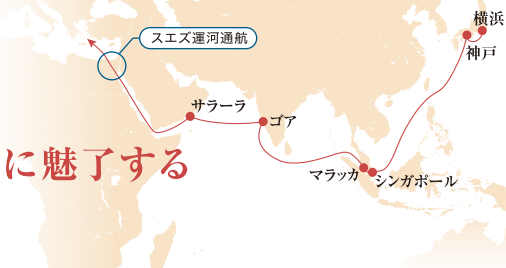 横浜
神戸
スエズ運河通航
サラーラ
ゴア
に魅了する
マラッカ
シンガポール